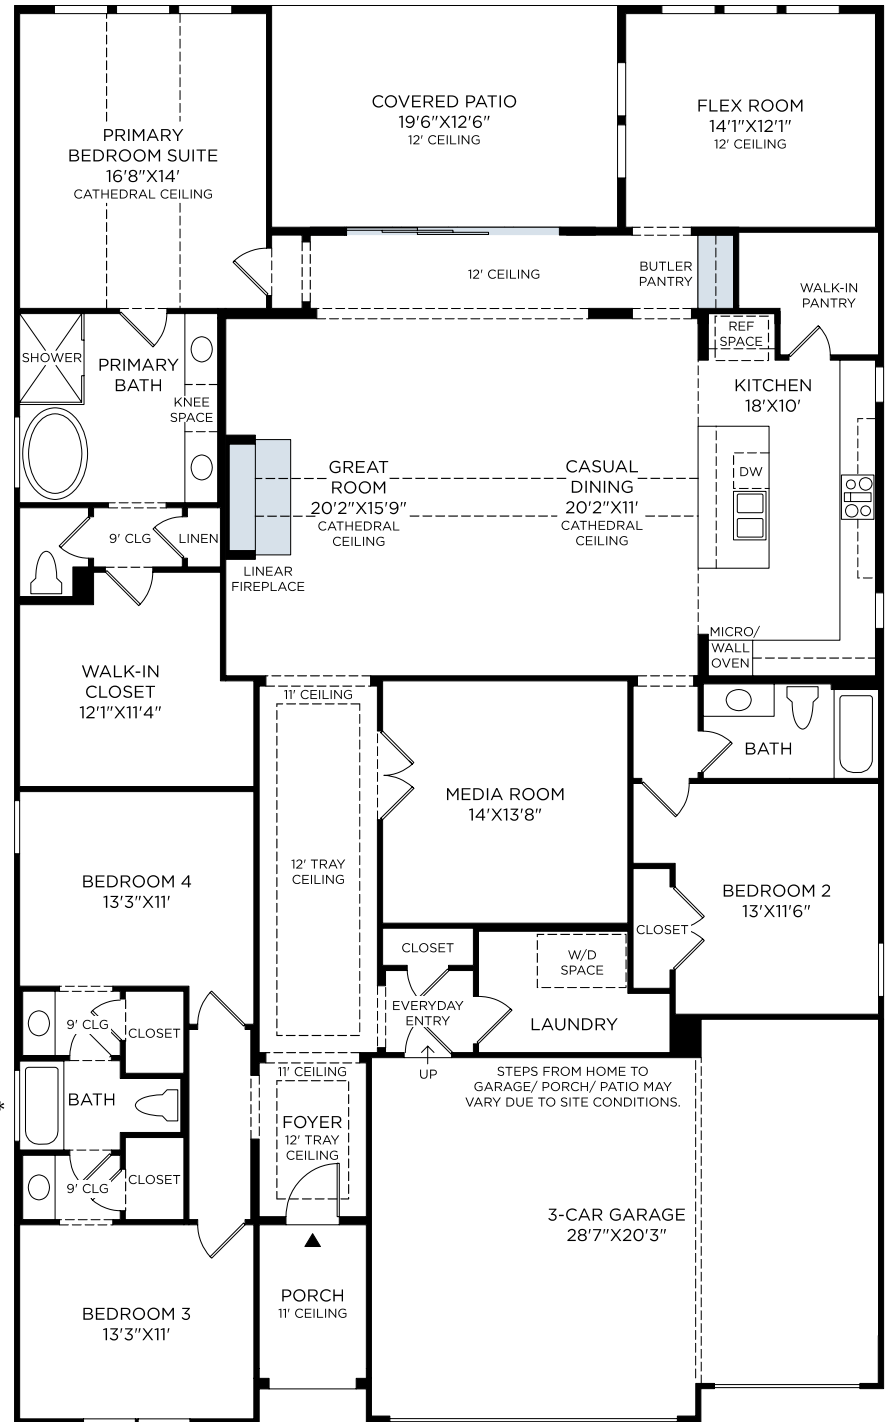 COVERED PATIO
19'6"X12'6"
12' CEILING
FLEX ROOM
14'1"X12'1"
12' CEILING
PRIMARY
BEDROOM SUITE
16'8"X14'
CATHEDRAL CEILING
12' CEILING
BUTLER
PANTRY
WALK-IN
PANTRY
REF
SPACE
SHOWER
PRIMARY
BATH
KNEE
SPACE
KITCHEN
18'X10'
DW
GREAT
ROOM
20'2"X15'9"
CATHEDRAL
CEILING
CASUAL
DINING
20'2"X11'
CATHEDRAL
CEILING
9' CLG
LINEN
LINEAR
FIREPLACE
MICRO/
WALL
OVEN
WALK-IN
CLOSET
12'1"X11'4"
11' CEILING
BATH
MEDIA ROOM
14'X13'8"
12' TRAY
CEILING
BEDROOM 4
13'3"X11'
BEDROOM 2
13'X11'6"
CLOSET
CLOSET
W/D
SPACE
EVERYDAY
ENTRY
LAUNDRY
9' CLG
CLOSET
UP
11' CEILING
STEPS FROM HOME TO
GARAGE/ PORCH/ PATIO MAY
VARY DUE TO SITE CONDITIONS.
*
BATH
FOYER
12' TRAY
CEILING
9' CLG
CLOSET
3-CAR GARAGE
28'7"X20'3"
PORCH
11' CEILING
BEDROOM 3
13'3"X11'